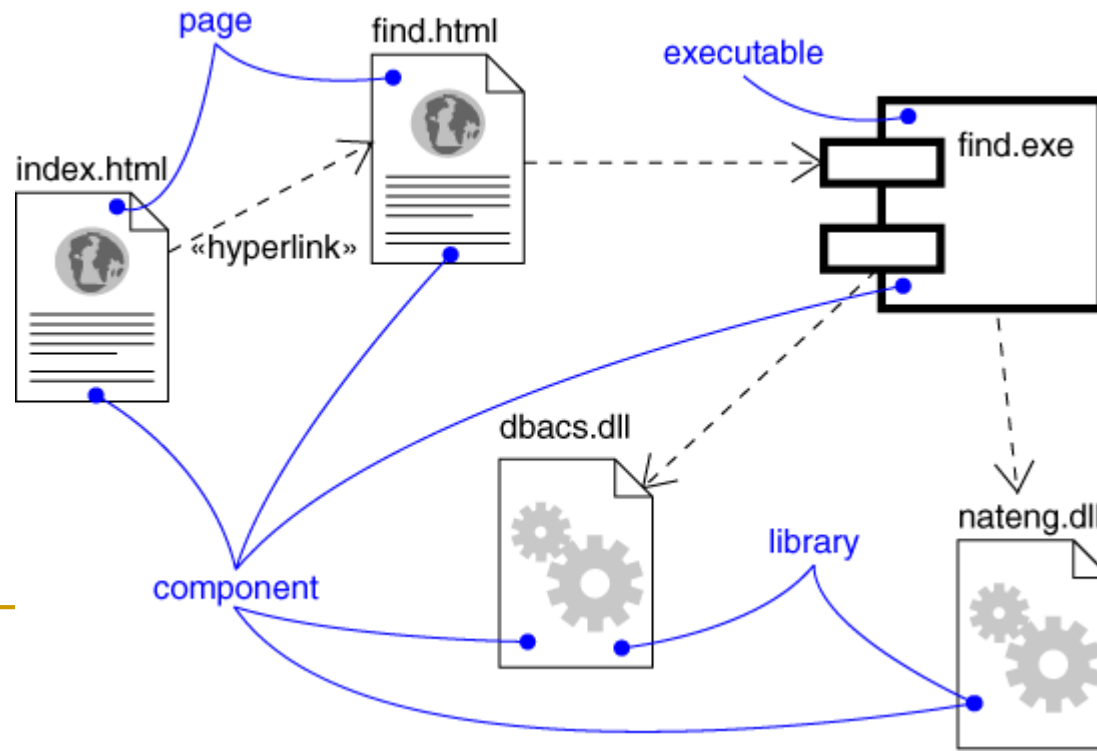 page
find.html
executable
index.html
find.exe
«hyperlink»
dbacs.dll
nateng.dll
library
component